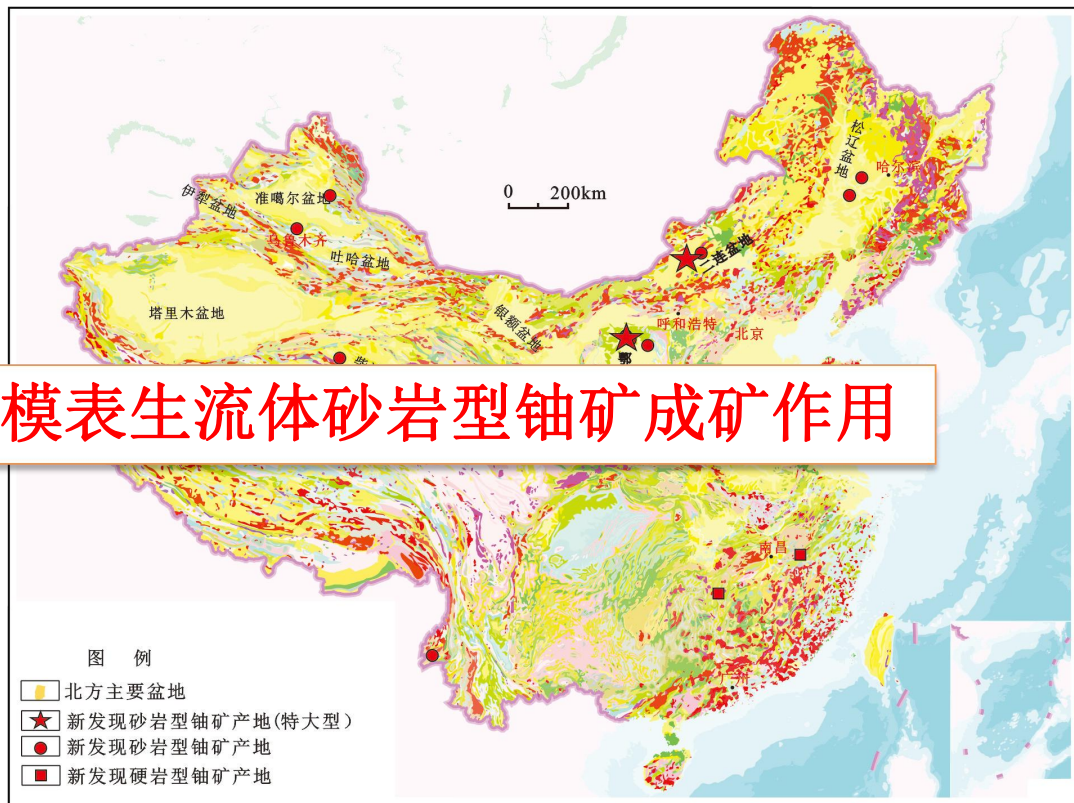 松辽盆地
哈尔滨
伊犁盆地
准噶尔盆地
0 200km
乌鲁木齐
吐哈盆地
二连盆地
塔里木盆地
银额盆地
呼和浩特
北京
模表生流体砂岩型铀矿成矿作用
南昌
广州
图 例
北方主要盆地
新发现砂岩型铀矿产地(特大型)
新发现砂岩型铀矿产地
新发现硬岩型铀矿产地